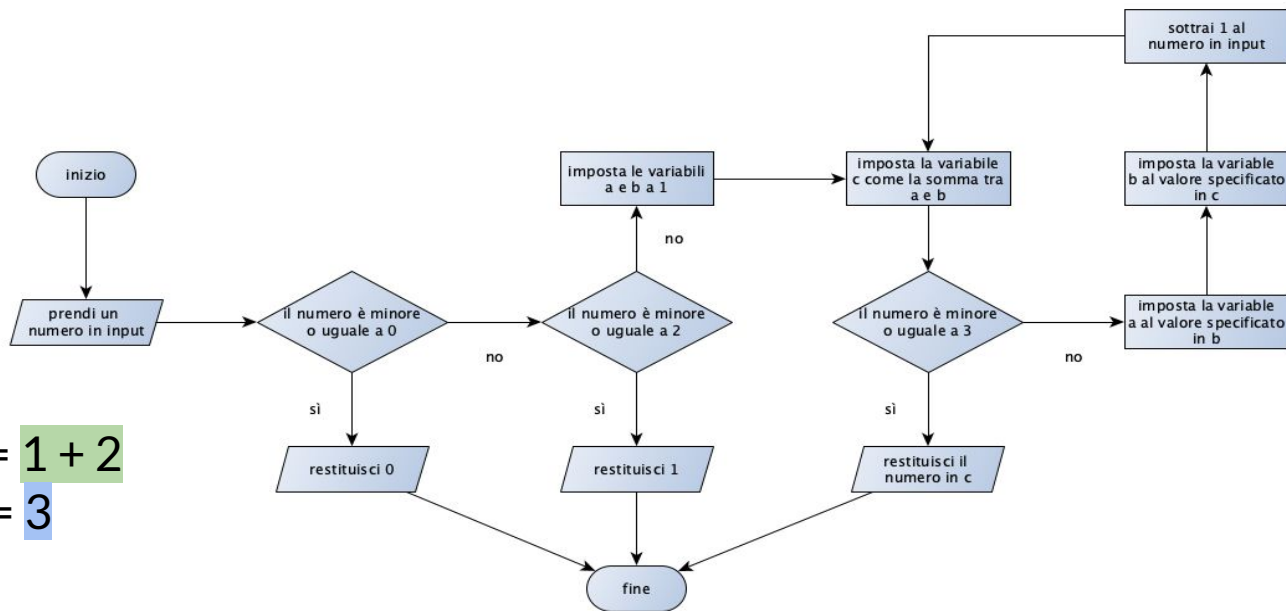 inizio
prendi un
numero in input
il numero è minore
o uguale a 0
sì
no
restituisci 0
il numero è minore
o uguale a 2
sì
no
restituisci 1
imposta le variabili
a e b a 1
imposta la variabile
c come la somma tra
a e b
il numero è minore
o uguale a 3
sì
no
restituisci il
numero in c
imposta la variable
a al valore specificato
in b
imposta la variable
b al valore specificato
in c
sottrai 1 al
numero in input
fine
= 1 + 2
= 3